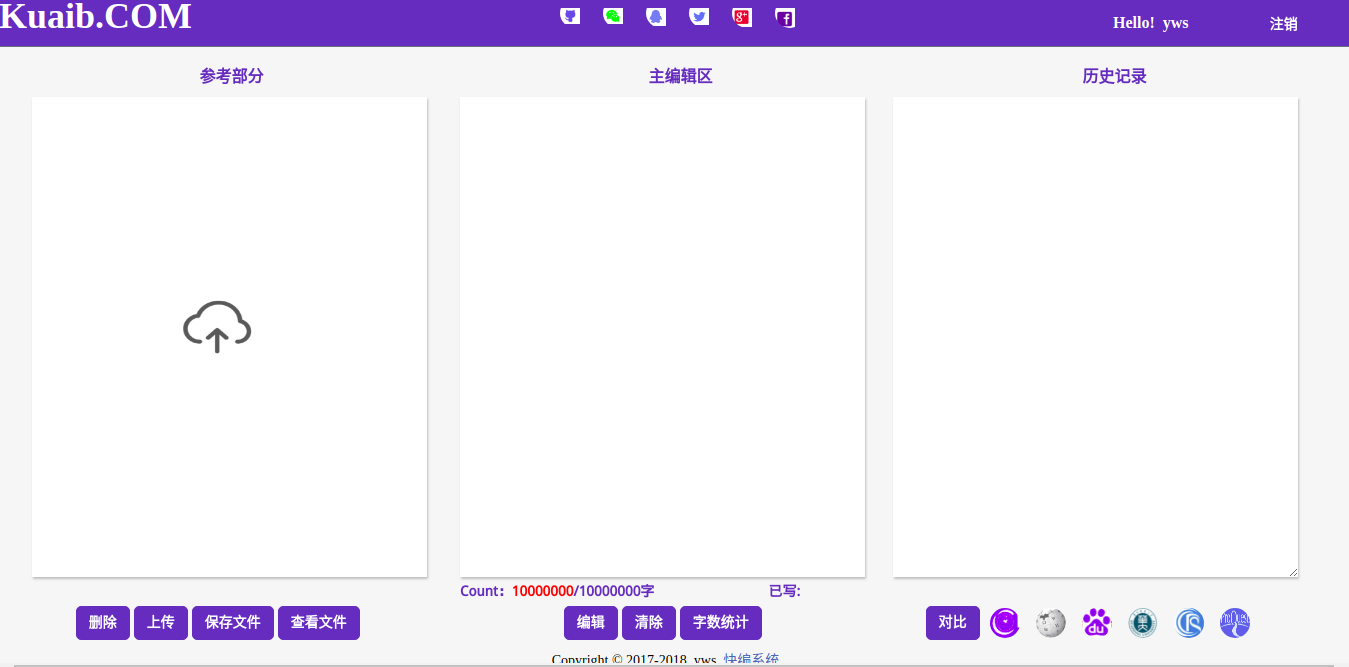 Kuaib.COM
Hello! yws
注销
参考部分
主编辑区
历史记录
Count：10000000/10000000字
已写:
删除
上传
保存文件
查看文件
编辑
清除
字数统计
对比
du
Copyright © 2017-2018 yws 快编系统